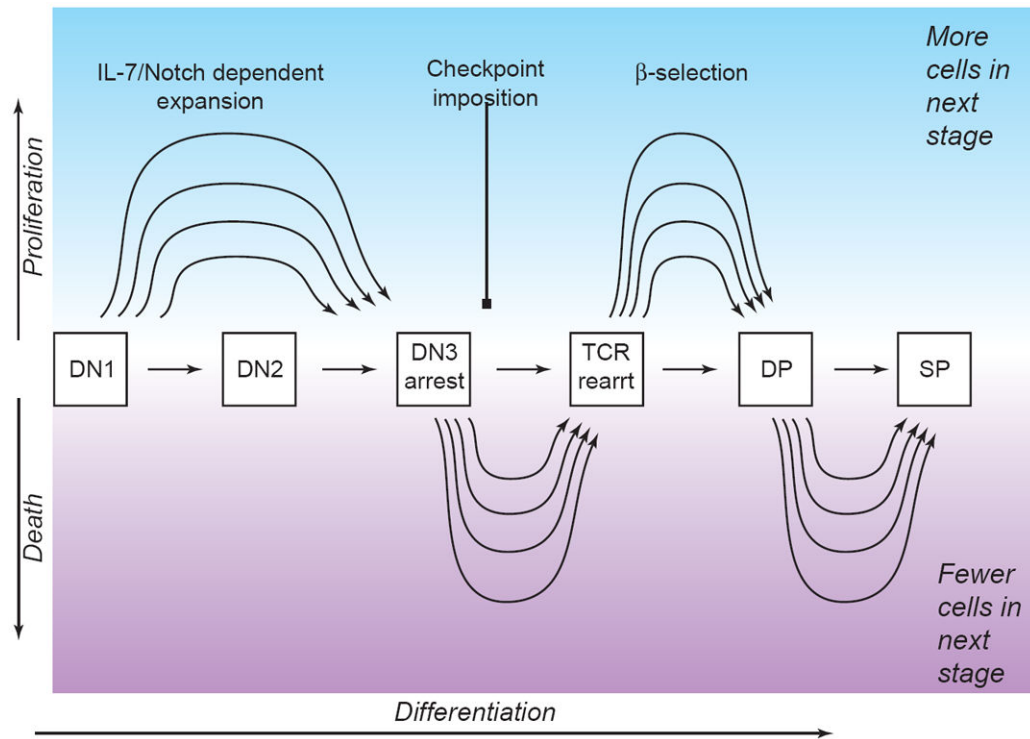 IL-7/Notch dependent
expansion
Checkpoint
imposition
β-selection
More
cells in
next
stage
Proliferation
DN1
DN2
DN3
arrest
TCR
rearrt
DP
SP
Death
Fewer
cells in
next
stage
Differentiation